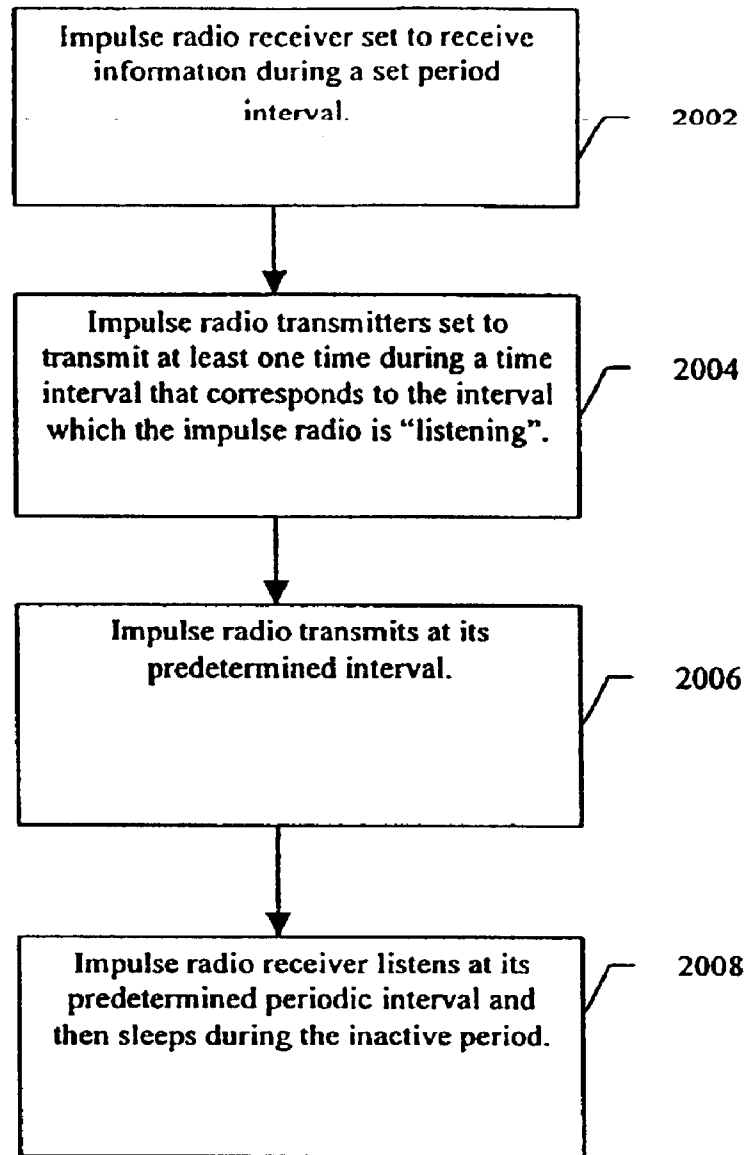 Impulse radio receiver set to receive
information during a set period
interval.
2002
Impulse radio transmitters set to
transmit at least one time during a time
interval that corresponds to the interval
which the impulse radio is “listening”.
2004
Impulse radio transmits at its
predetermined interval.
2006
Impulse radio receiver listens at its
predetermined periodic interval and
then sleeps during the inactive period.
2008